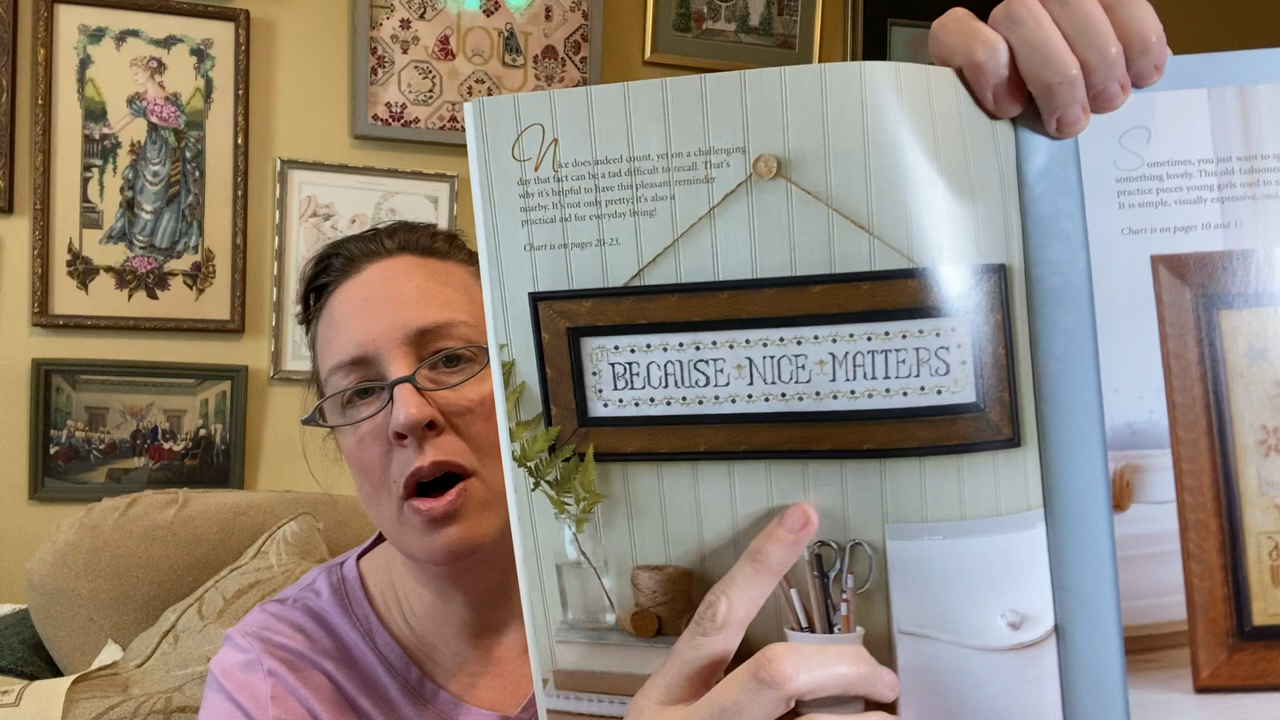 JOY
Nice does indeed count, yet on a challenging
day that fact can be a tad difficult to recall. That's
why it's helpful to have this pleasant reminder
nearby. It's not only pretty; it's also a
practical aid for everyday living!
Chart is on pages 20-23.
BECAUSE NICE MATTERS
Sometimes, you just want to
something lovely. This old-fashione
practice pieces young girls used to
It is simple, visually expressive
Chart is on pages 10 and 11